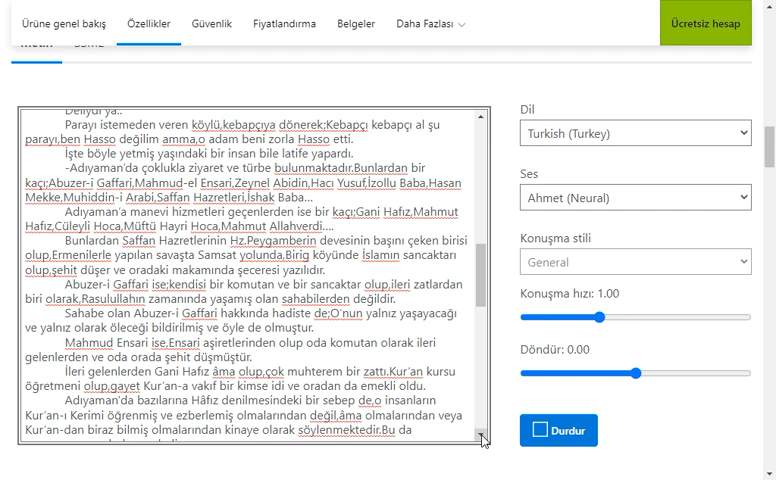 Ürüne genel bakış Özellikler Güvenlik Fiyatlandırma Belgeler Daha Fazlası Ücretsiz hesap
Deliydi ya..
Parayı istemeden veren köylü,kebapçıya dönerek;Kebapçı kebapçı al şu
parayı,ben Hasso değilim amma,o adam beni zorla Hasso etti.
İşte böyle yetmiş yaşındaki bir insan bile latife yapardı.
-Adıyaman'da çoklukla ziyaret ve türbe bulunmaktadır.Bunlardan bir
kaçı;Abuzer-i Gaffari,Mahmud-el Ensari,Zeynel Abidin,Hacı Yusuf,İzollu Baba,Hasan
Mekke,Muhiddin-i Arabi,Saffan Hazretleri,İshak Baba...
Adıyaman'a manevi hizmetleri geçenlerden ise bir kaçı;Gani Hafız,Mahmut
Hafız,Cüleyli Hoca,Müftü Hayri Hoca,Mahmut Allahverdi....
Bunlardan Saffan Hazretlerinin Hz.Peygamberin devesinin başını çeken birisi
olup,Ermenilerle yapılan savaşta Samsat yolunda,Birig köyünde İslamın sancaktarı
olup,şehit düşer ve oradaki makamında şeceresi yazılıdır.
Abuzer-i Gaffari ise;kendisi bir komutan ve bir sancaktar olup,ileri zatlardan
biri olarak,Rasulullahın zamanında yaşamış olan sahabilerden değildir.
Sahabe olan Abuzer-i Gaffari hakkında hadiste de;O'nun yalnız yaşayacağı
ve yalnız olarak öleceği bildirilmiş ve öyle de olmuştur.
Mahmud Ensari ise,Ensari aşiretlerinden olup oda komutan olarak ileri
gelenlerden ve oda orada şehit düşmüştür.
İleri gelenlerden Gani Hafız âma olup,çok muhterem bir zattı.Kur'an kursu
öğretmeni olup,gayet Kur'an-a vakıf bir kimse idi ve oradan da emekli oldu.
Adıyaman'da bazılarına Hâfız denilmesindeki bir sebep de,o insanların
Kur'an-ı Kerimi öğrenmiş ve ezberlemiş olmalarından değil,âma olmalarından veya
Kur'an-dan biraz bilmiş olmalarından kinaye olarak söylenmektedir.Bu da
Dil
Turkish (Turkey)
Ses
Ahmet (Neural)
Konuşma stili
General
Konuşma hızı: 1.00
Döndür: 0.00
Durdur